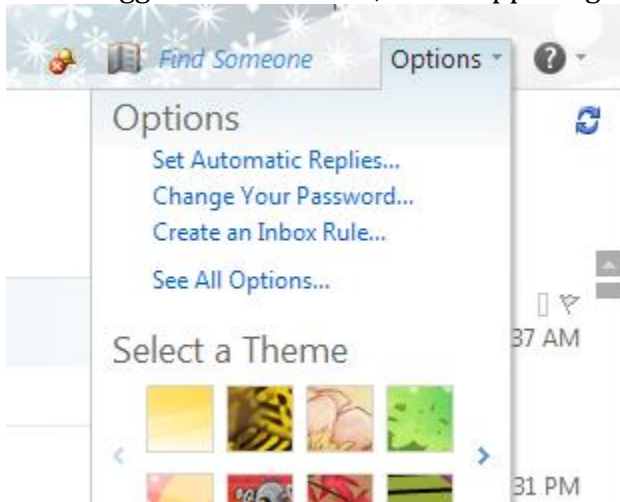 Find Someone Options ?
Options
Set Automatic Replies...
Change Your Password...
Create an Inbox Rule...
See All Options...
37 AM
Select a Theme
31 PM